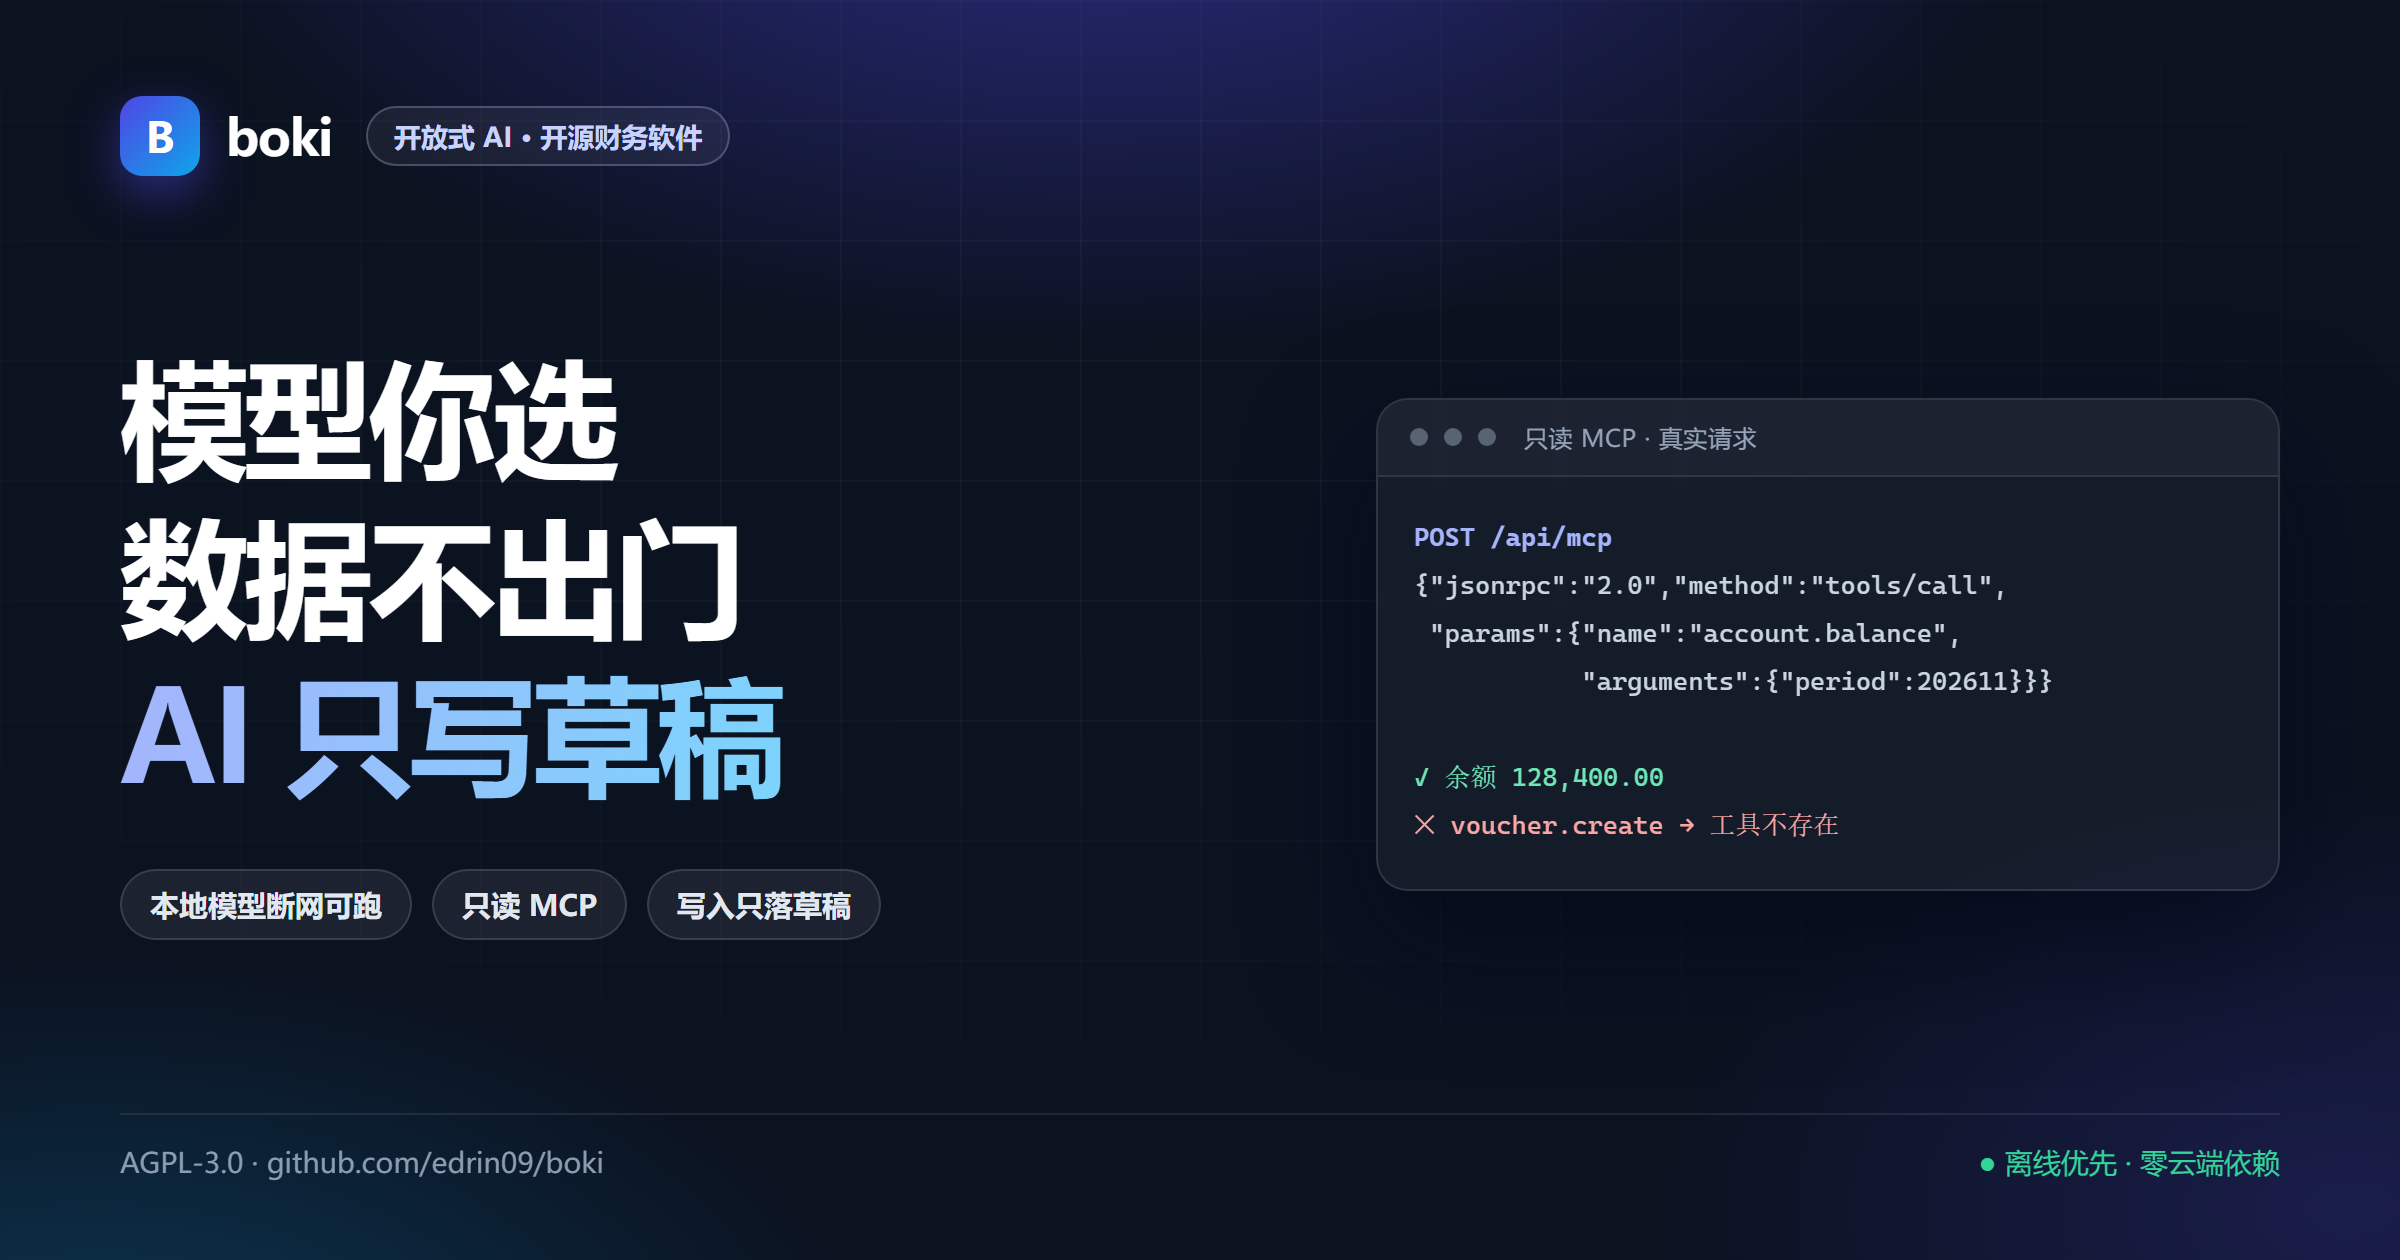 B boki 开放式 AI · 开源财务软件
模型你选
数据不出门
AI 只写草稿
本地模型断网可跑 只读 MCP 写入只落草稿
只读 MCP · 真实请求
POST /api/mcp
{"jsonrpc":"2.0","method":"tools/call",
"params":{"name":"account.balance",
"arguments":{"period":202611}}}
✓ 余额 128,400.00
✕ voucher.create → 工具不存在
AGPL-3.0 · github.com/edrin09/boki
● 离线优先 · 零云端依赖